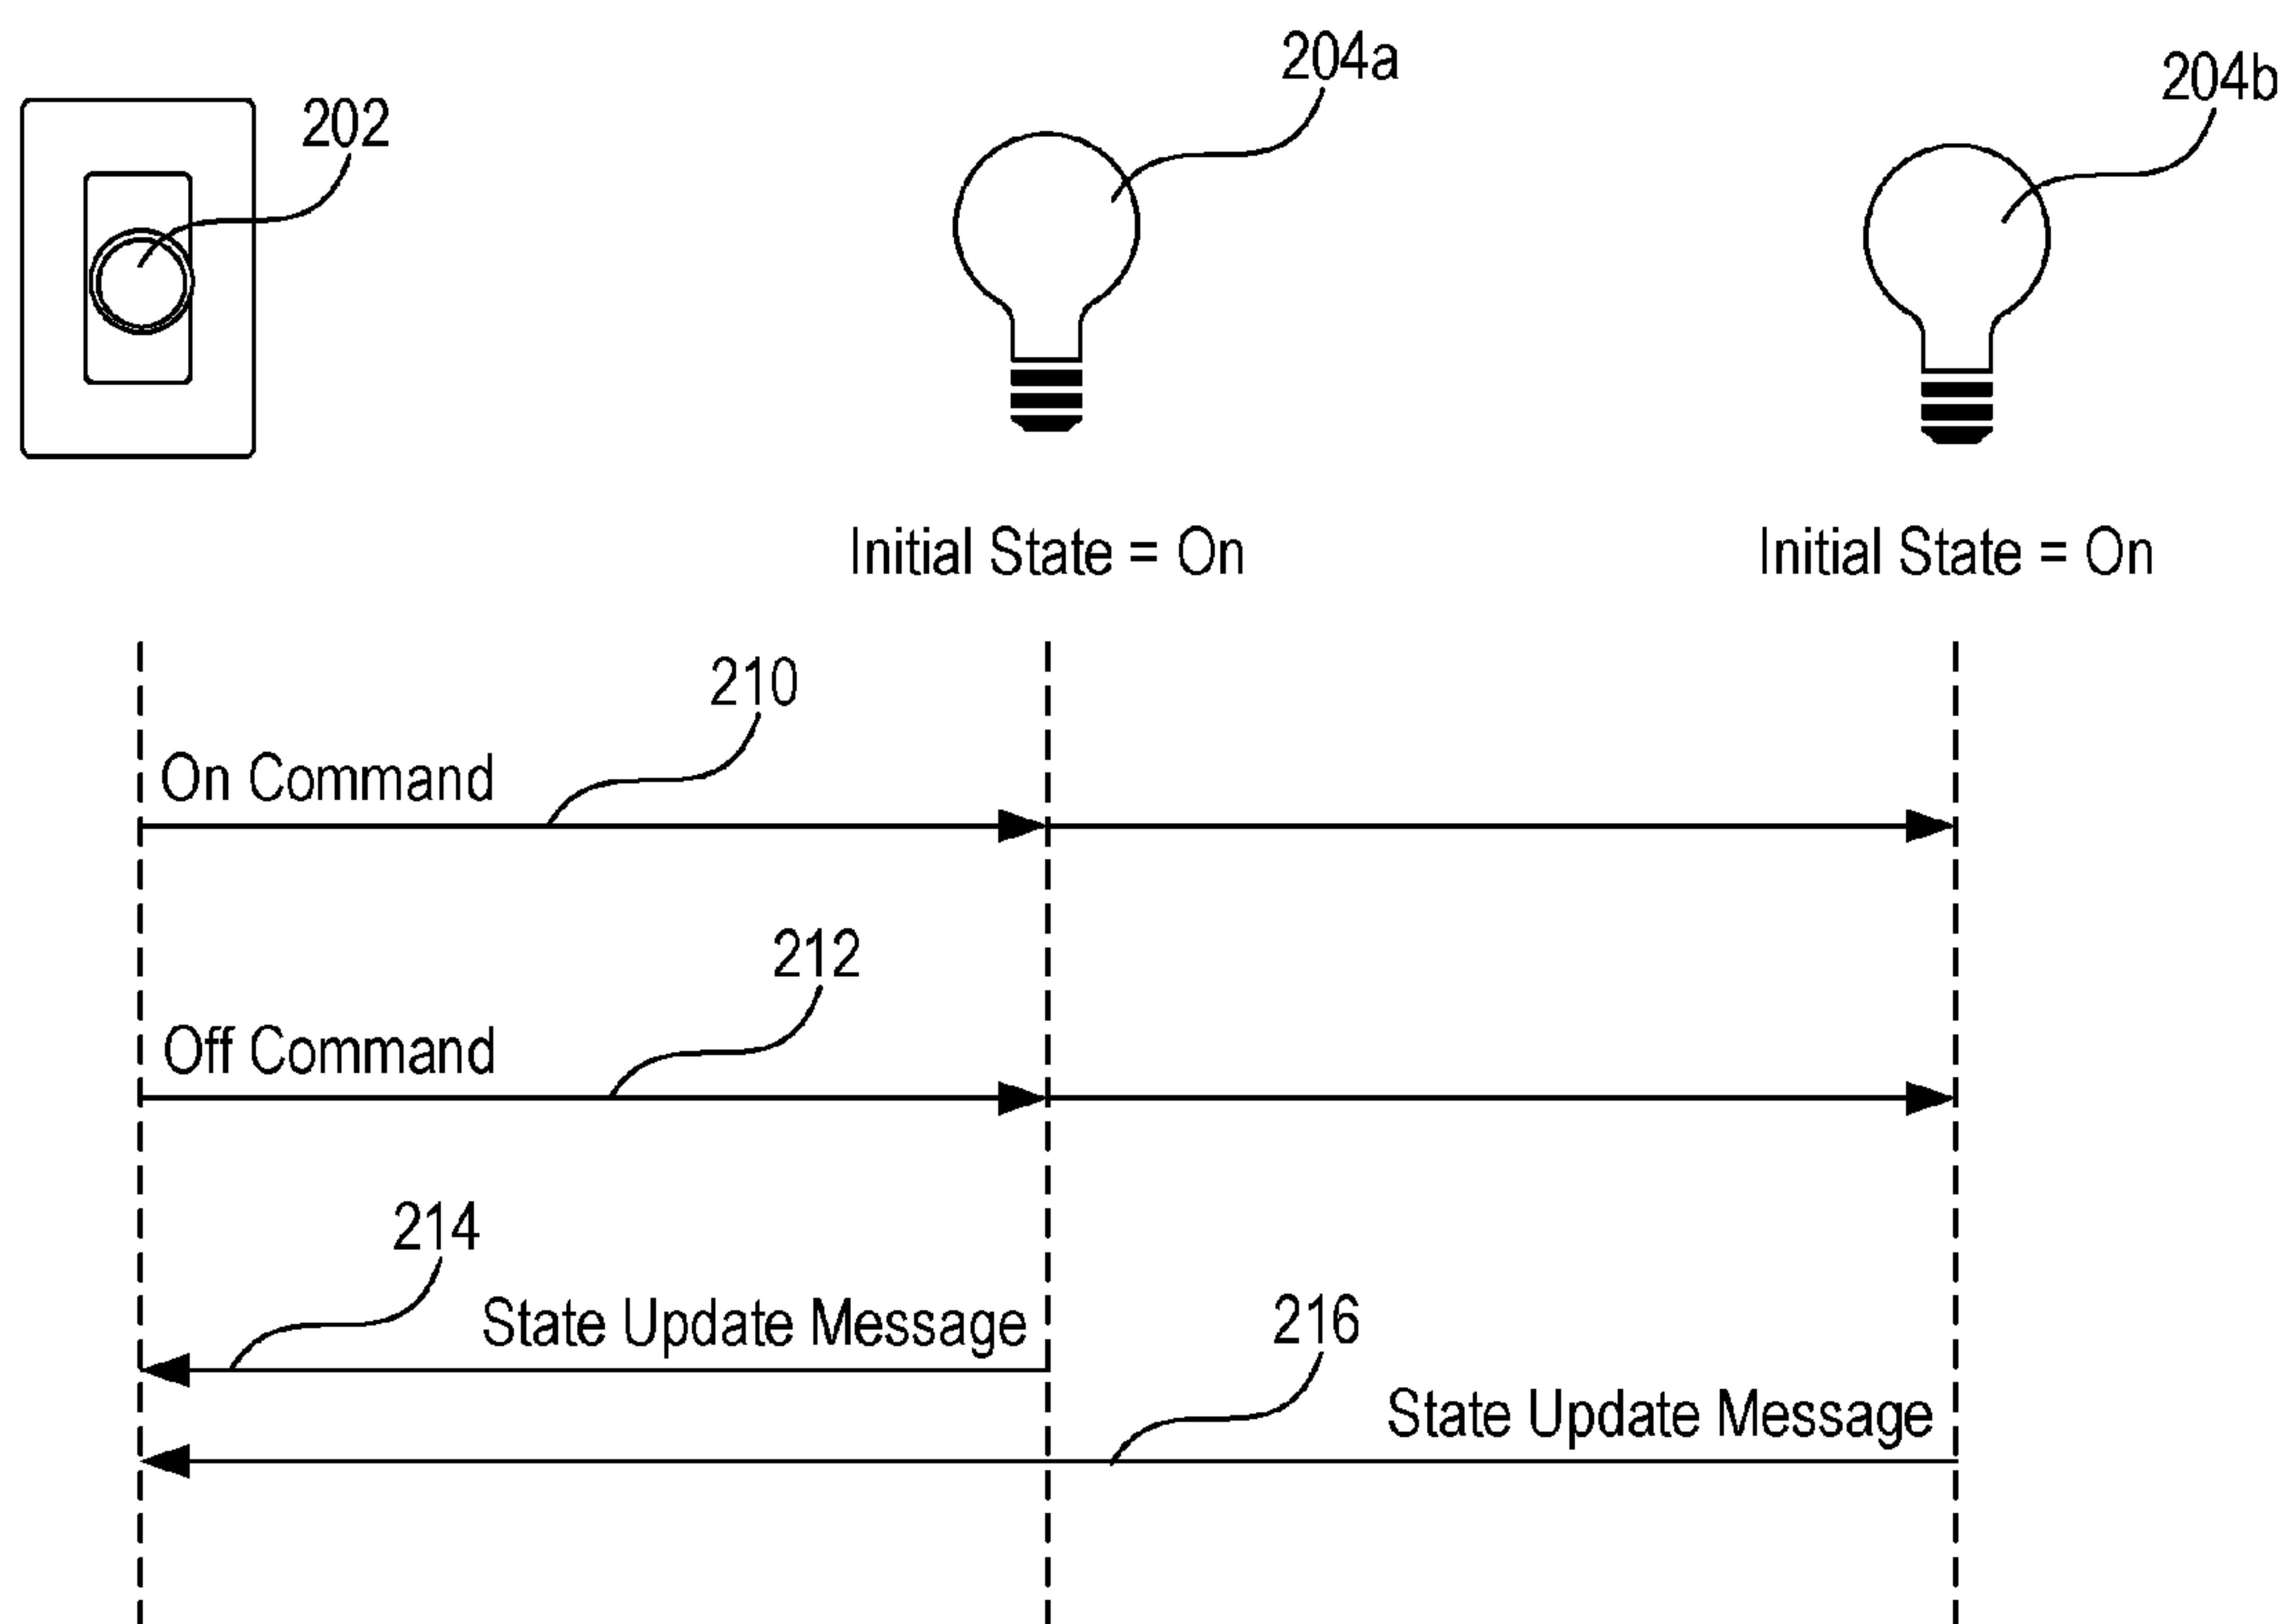 204a
204b
202
Initial State = On
Initial State = On
210
On Command
212
Off Command
214
State Update Message
216
State Update Message